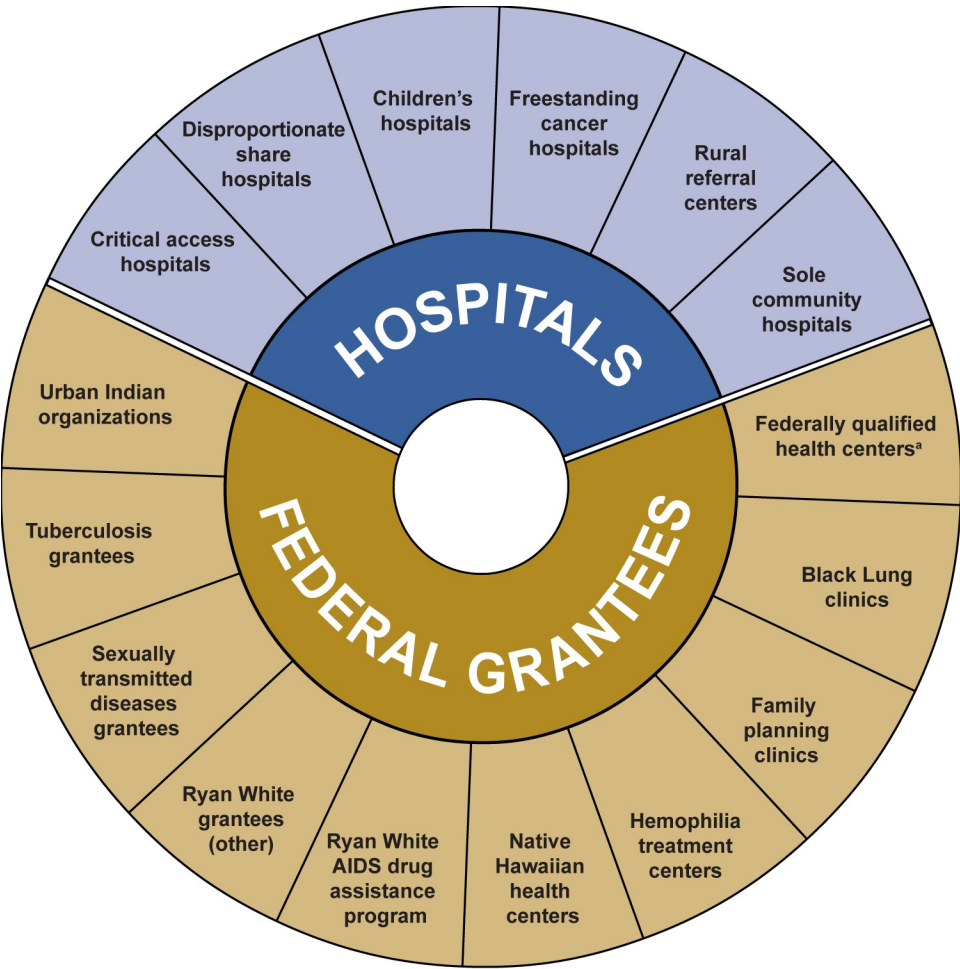 HOSPITALS
Critical access
hospitals
Disproportionate
share
hospitals
Children's
hospitals
Freestanding
cancer
hospitals
Rural
referral
centers
Sole
community
hospitals
FEDERAL GRANTEES
Federally qualified
health centersᵃ
Black Lung
clinics
Family
planning
clinics
Hemophilia
treatment
centers
Native
Hawaiian
health
centers
Ryan White
AIDS drug
assistance
program
Ryan White
grantees
(other)
Sexually
transmitted
diseases
grantees
Tuberculosis
grantees
Urban Indian
organizations